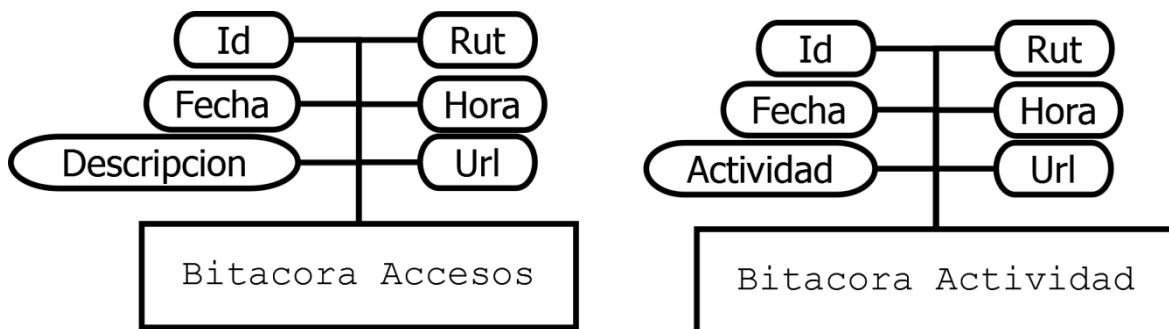 Id
Rut
Fecha
Hora
Descripcion
Url
Bitacora Accesos
Id
Rut
Fecha
Hora
Actividad
Url
Bitacora Actividad